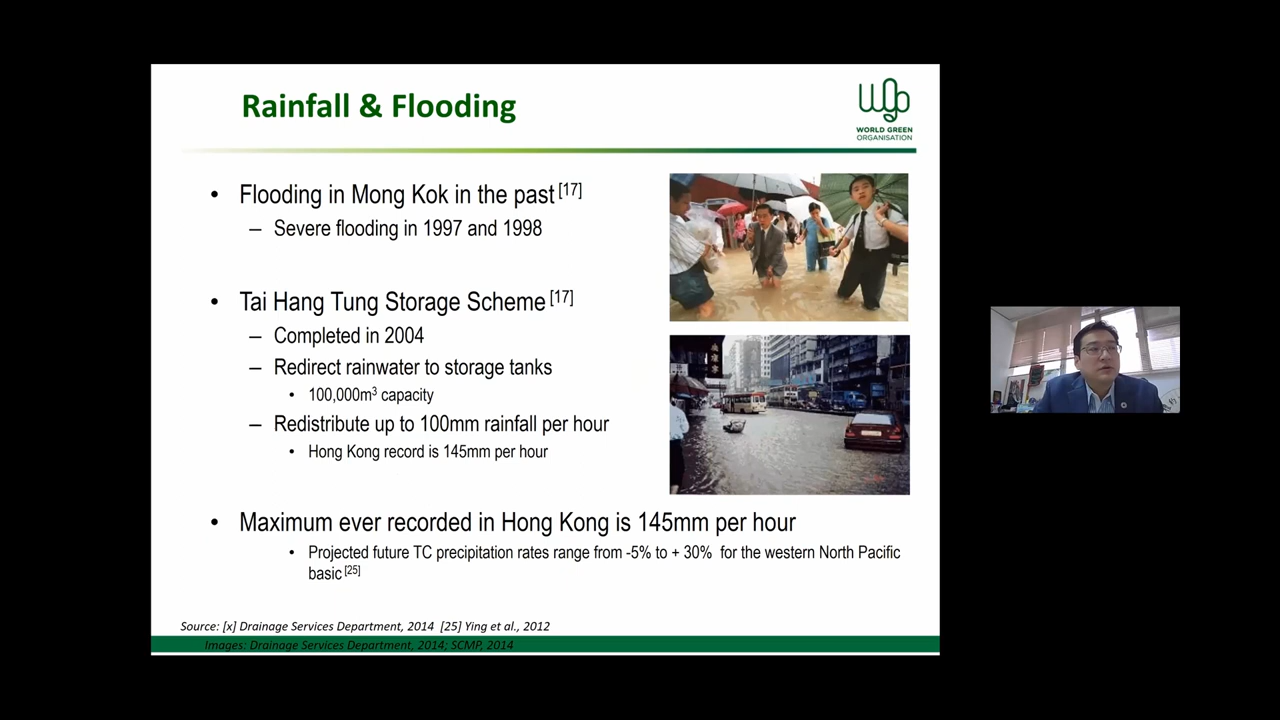 Rainfall & Flooding
WORLD GREEN
ORGANISATION
• Flooding in Mong Kok in the past [17]
– Severe flooding in 1997 and 1998
• Tai Hang Tung Storage Scheme [17]
– Completed in 2004
– Redirect rainwater to storage tanks
• 100,000m³ capacity
– Redistribute up to 100mm rainfall per hour
• Hong Kong record is 145mm per hour
• Maximum ever recorded in Hong Kong is 145mm per hour
• Projected future TC precipitation rates range from -5% to + 30% for the western North Pacific
basic [25]
Source: [x] Drainage Services Department, 2014 [25] Ying et al., 2012
Images: Drainage Services Department, 2014; SCMP, 2014